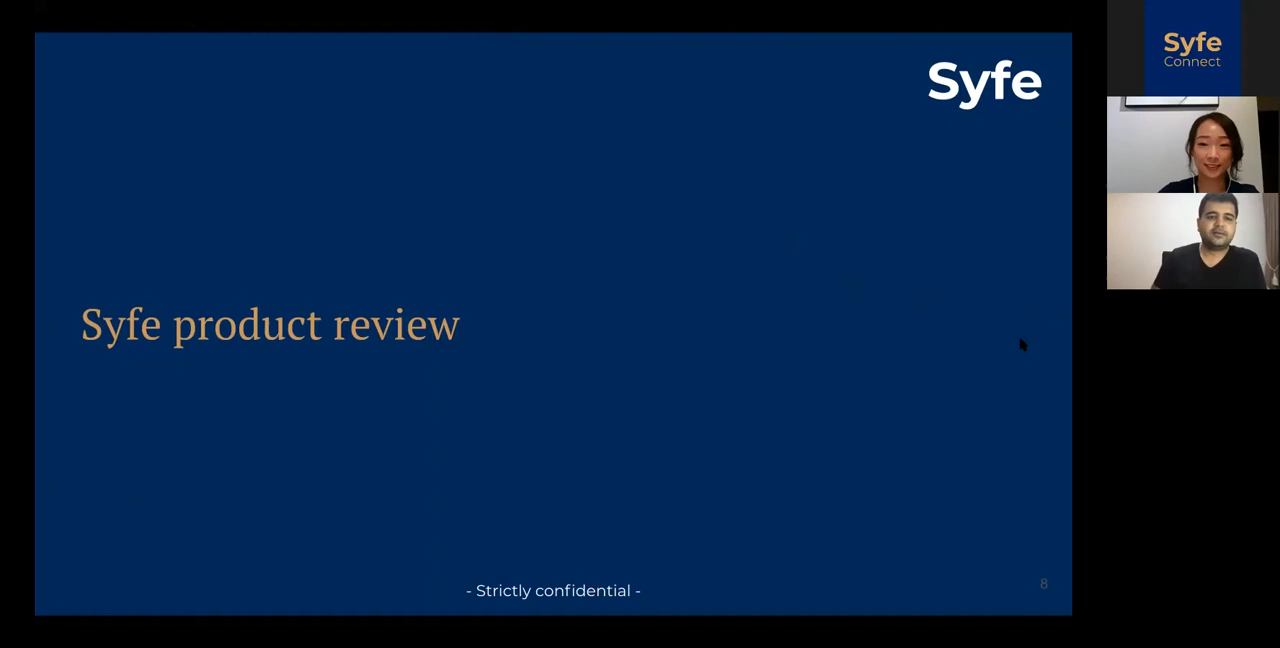 Syfe
Syfe product review
- Strictly confidential -
8
Syfe
Connect